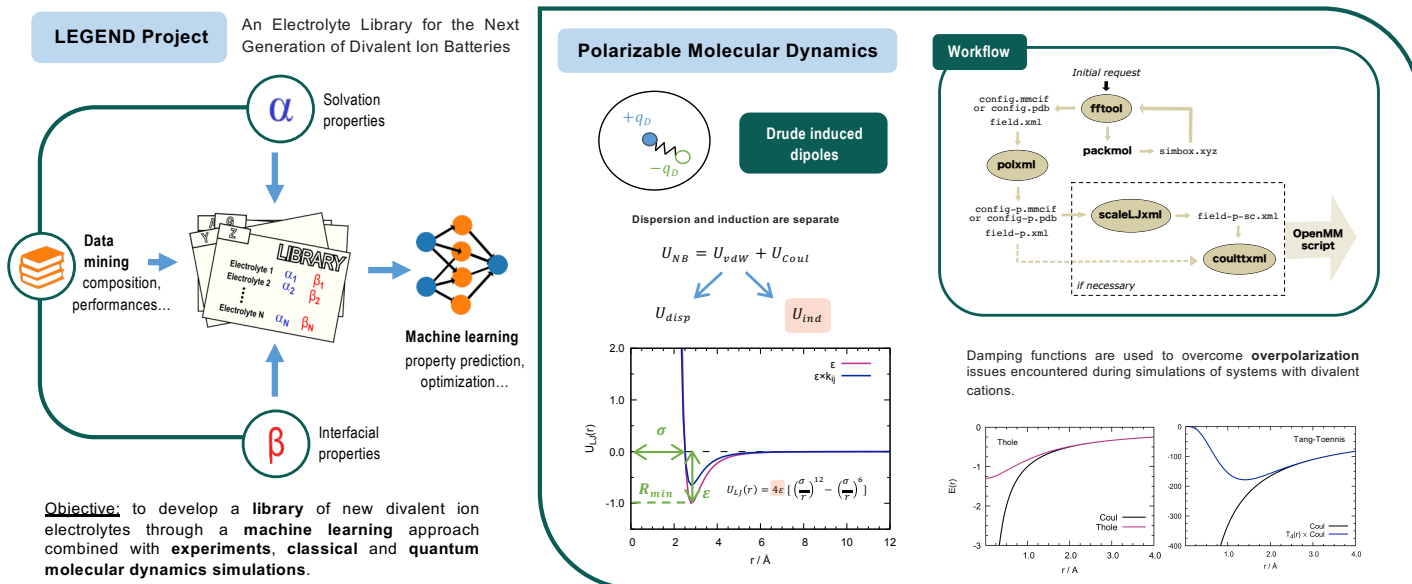 LEGEND Project
An Electrolyte Library for the Next
Generation of Divalent Ion Batteries
α
Solvation
properties
Data
mining
composition,
performances…
A
G
Y
Z
LIBRARY
Electrolyte 1 α1 β1
Electrolyte 2 α2 β2
Electrolyte N αN βN
Machine learning
property prediction,
optimization…
β
Interfacial
properties
Objective: to develop a library of new divalent ion
electrolytes through a machine learning approach
combined with experiments, classical and quantum
molecular dynamics simulations.
Polarizable Molecular Dynamics
+qD
−qD
Drude induced
dipoles
Dispersion and induction are separate
UNB = UvdW + UCoul
Udisp
Uind
ULJ(r)
2.0
1.0
0.0
-1.0
ε
ε×kij
σ
Rmin
ε
ULJ(r) = 4ε [ (σ/r)^12 − (σ/r)^6 ]
0 2 4 6 8 10 12
r / Å
Workflow
Initial request
config.mmcif
or config.pdb
field.xml
fftool
packmol
simbox.xyz
polxml
config-p.mmcif
or config-p.pdb
field-p.xml
scaleLJxml
field-p-sc.xml
coulttxml
if necessary
OpenMM
script
Damping functions are used to overcome overpolarization
issues encountered during simulations of systems with divalent
cations.
E(r)
0
-1
-2
-3
Thole
Coul
Thole
1.0 2.0 3.0 4.0
r / A
0
-100
-200
-300
-400
Tang-Toennis
Coul
T4(r) × Coul
1.0 2.0 3.0 4.0
r / A